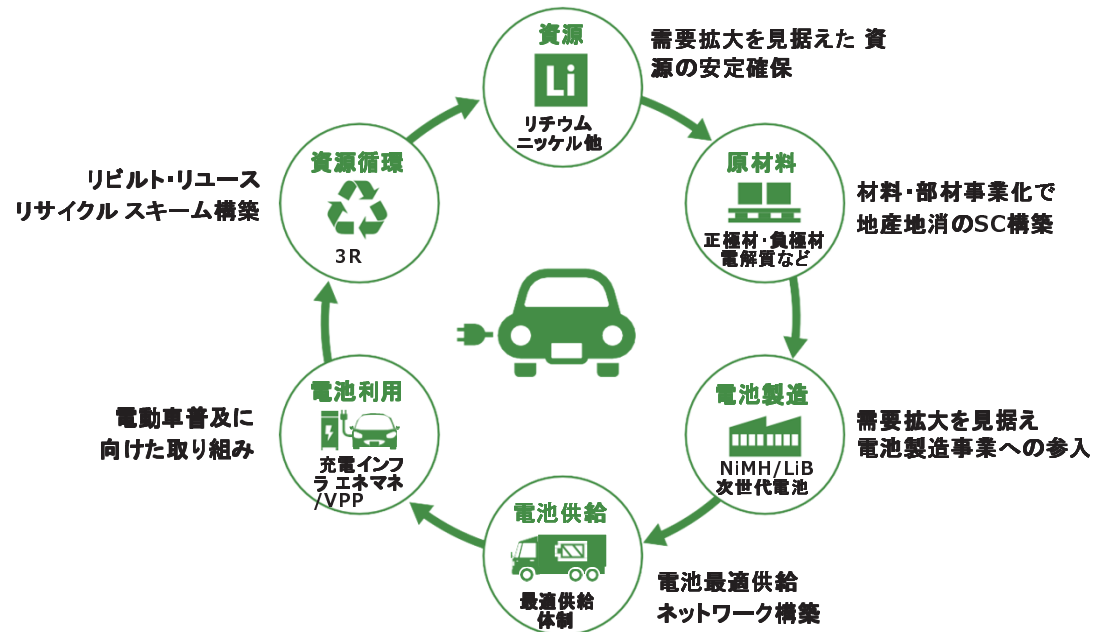 資源
Li
リチウム
ニッケル他
需要拡大を見据えた 資
源の安定確保
原材料
正極材・負極材
電解質など
材料・部材事業化で
地産地消のSC構築
電池製造
NiMH/LiB
次世代電池
需要拡大を見据え
電池製造事業への参入
電池供給
最適供給
体制
電池最適供給
ネットワーク構築
電池利用
充電インフ
ラ エネマネ
/VPP
電動車普及に
向けた取り組み
資源循環
3R
リビルト・リユース
リサイクル スキーム構築